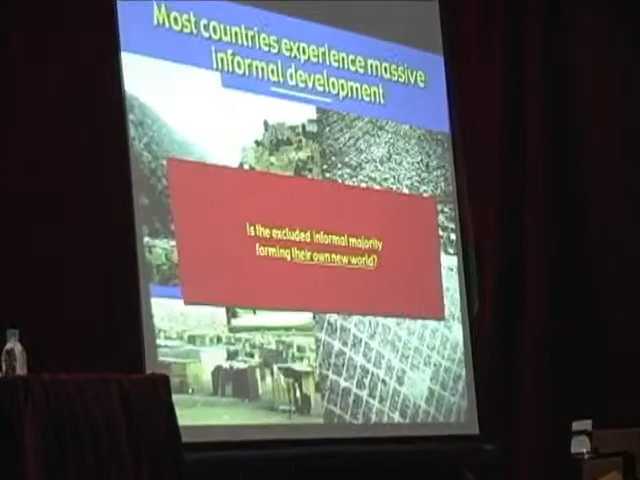 Most countries experience massive
informal development
Is the excluded informal majority
forming their own new world?